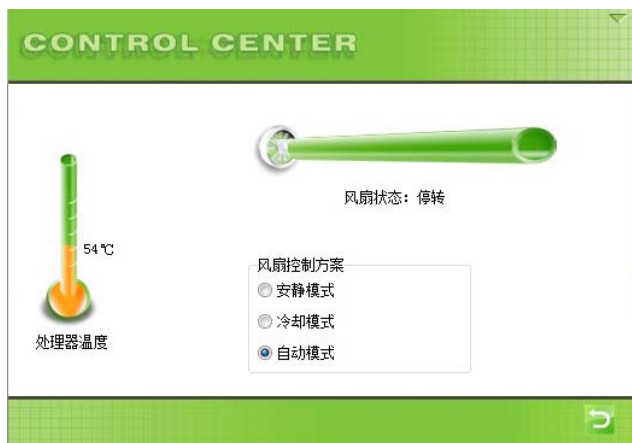 CONTROL CENTER
风扇状态：停转
54℃
处理器温度
风扇控制方案
安静模式
冷却模式
自动模式